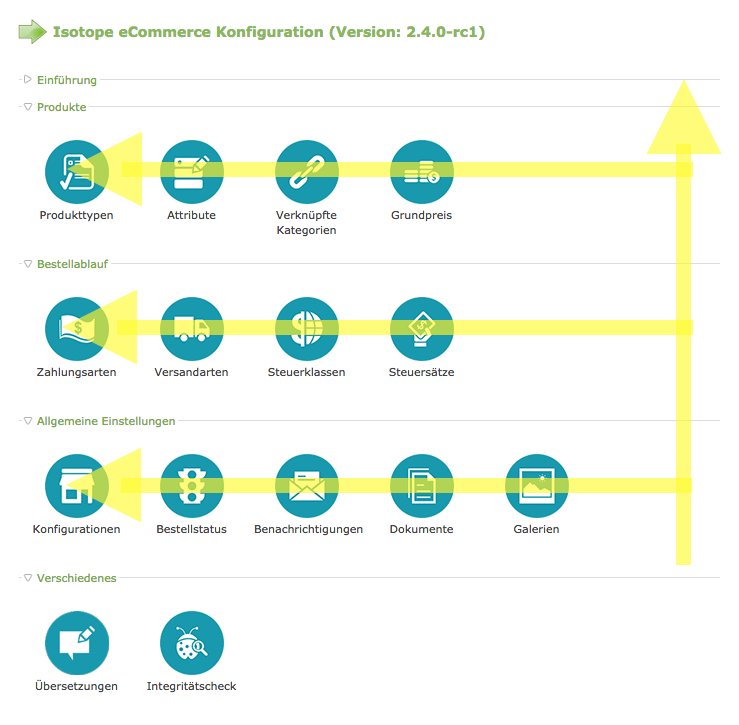 Isotope eCommerce Konfiguration (Version: 2.4.0-rc1)
Einführung
Produkte
Produkttypen
Attribute
Verknüpfte
Kategorien
Grundpreis
Bestellablauf
Zahlungsarten
Versandarten
Steuerklassen
Steuersätze
Allgemeine Einstellungen
Konfigurationen
Bestellstatus
Benachrichtigungen
Dokumente
Galerien
Verschiedenes
Übersetzungen
Integritätscheck